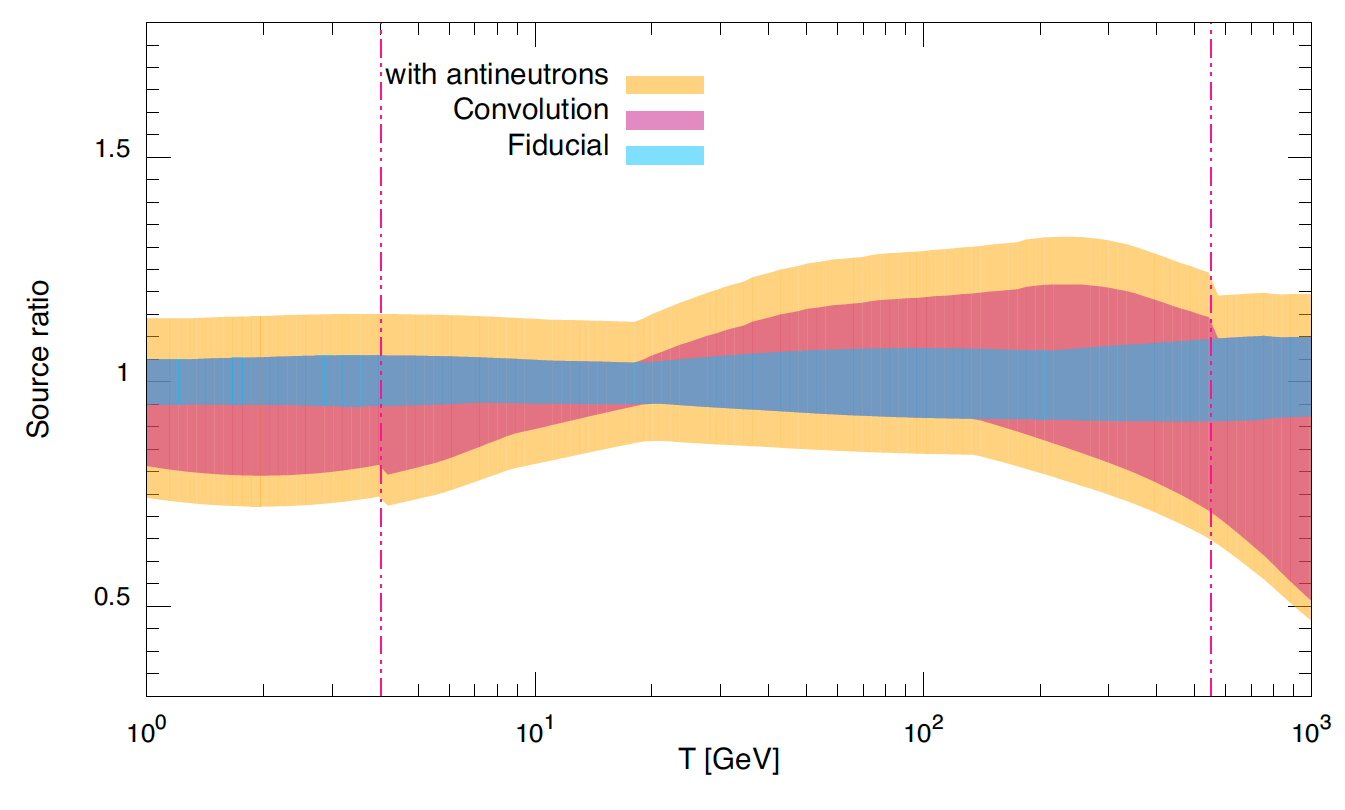 with antineutrons
Convolution
Fiducial
1.5
1
0.5
Source ratio
10^0
10^1
10^2
10^3
T [GeV]